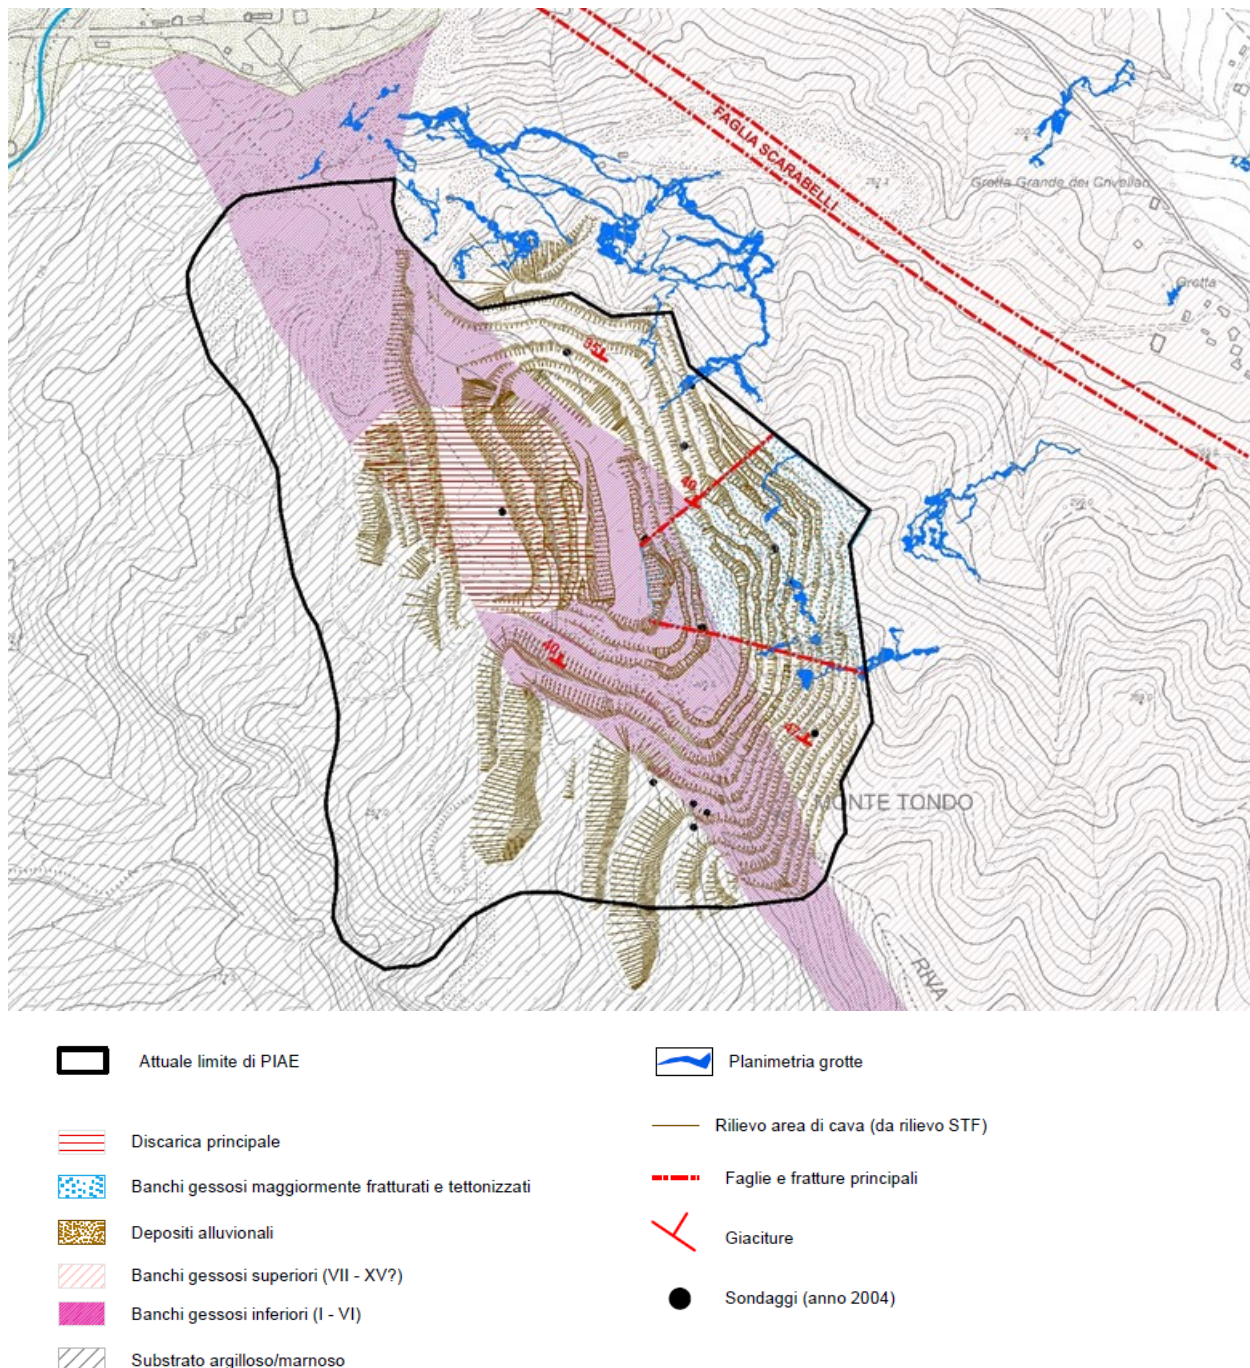 FAGLIA SCARABELLI
Grotta Grande dei Crivellari
Grotta
35
40
40
47
MONTE TONDO
RIVA
Attuale limite di PIAE
Planimetria grotte
Discarica principale
Rilievo area di cava (da rilievo STF)
Banchi gessosi maggiormente fratturati e tettonizzati
Faglie e fratture principali
Depositi alluvionali
Giaciture
Banchi gessosi superiori (VII - XV?)
Banchi gessosi inferiori (I - VI)
Sondaggi (anno 2004)
Substrato argilloso/marnoso